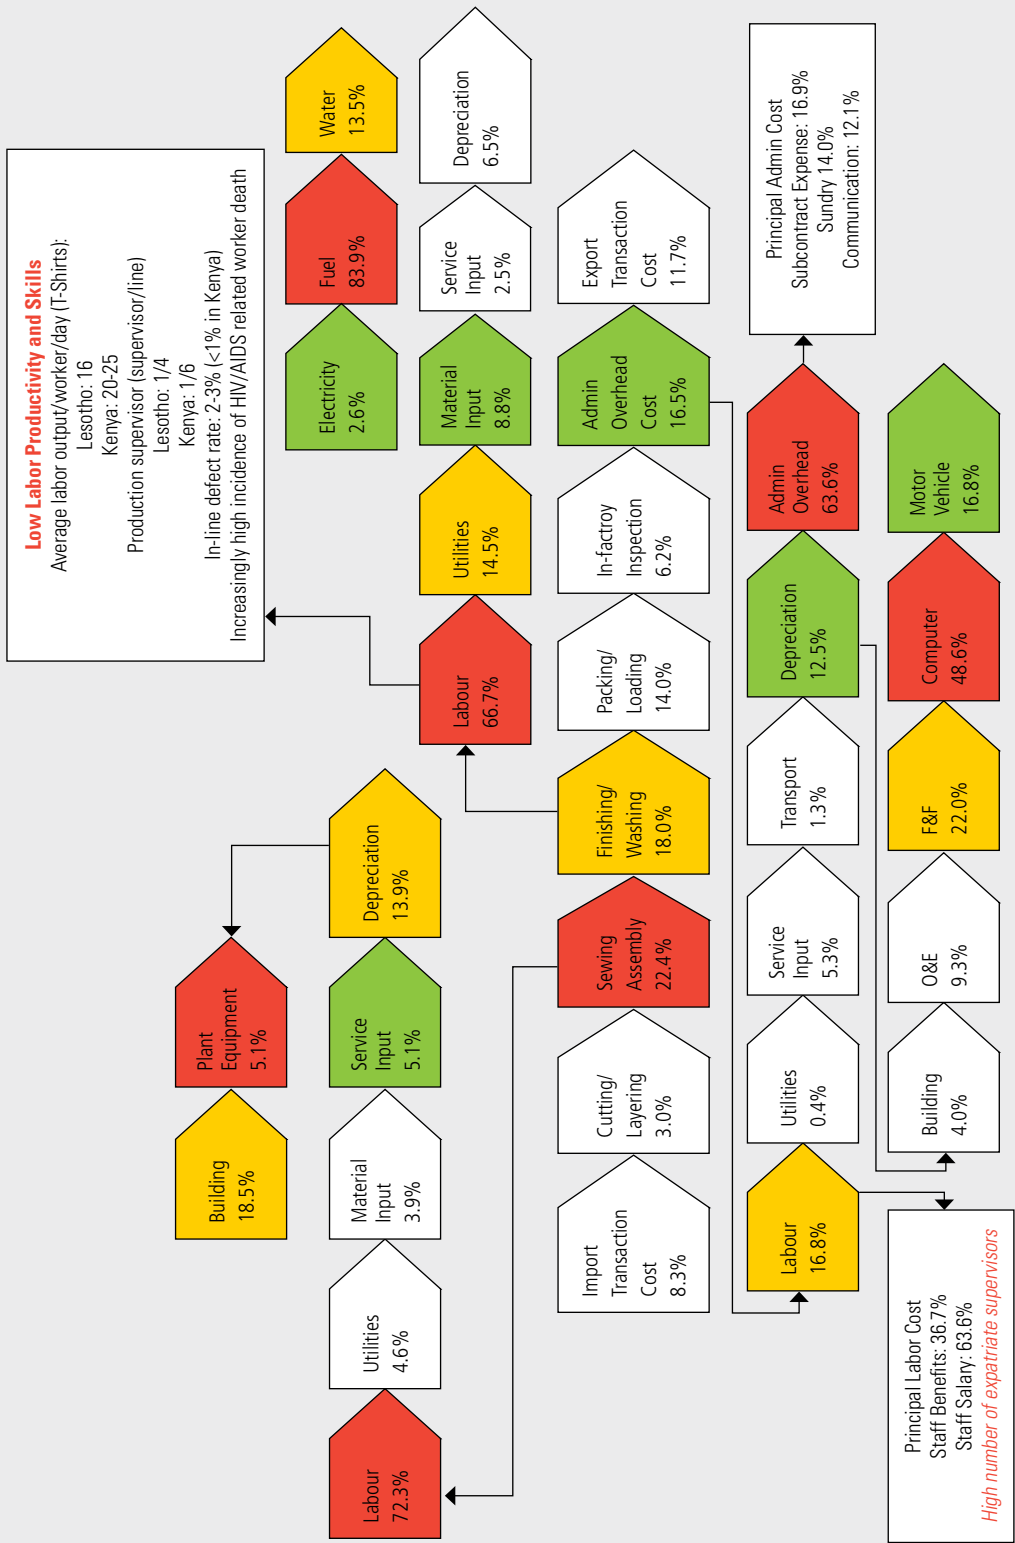 Low Labor Productivity and Skills
Average labor output/worker/day (T-Shirts):
Lesotho: 16
Kenya: 20-25
Production supervisor (supervisor/line)
Lesotho: 1/4
Kenya: 1/6
In-line defect rate: 2-3% (<1% in Kenya)
Increasingly high incidence of HIV/AIDS related worker death
Building
18.5%
Plant
Equipment
5.1%
Electricity
2.6%
Fuel
83.9%
Water
13.5%
Labour
72.3%
Utilities
4.6%
Material
Input
3.9%
Service
Input
5.1%
Depreciation
13.9%
Labour
66.7%
Utilities
14.5%
Material
Input
8.8%
Service
Input
2.5%
Depreciation
6.5%
Import
Transaction
Cost
8.3%
Cutting/
Layering
3.0%
Sewing
Assembly
22.4%
Finishing/
Washing
18.0%
Packing/
Loading
14.0%
In-factroy
Inspection
6.2%
Admin
Overhead
Cost
16.5%
Export
Transaction
Cost
11.7%
Labour
16.8%
Utilities
0.4%
Service
Input
5.3%
Transport
1.3%
Depreciation
12.5%
Admin
Overhead
63.6%
Principal Admin Cost
Subcontract Expense: 16.9%
Sundry 14.0%
Communication: 12.1%
Principal Labor Cost
Staff Benefits: 36.7%
Staff Salary: 63.6%
High number of expatriate supervisors
Building
4.0%
O&E
9.3%
F&F
22.0%
Computer
48.6%
Motor
Vehicle
16.8%